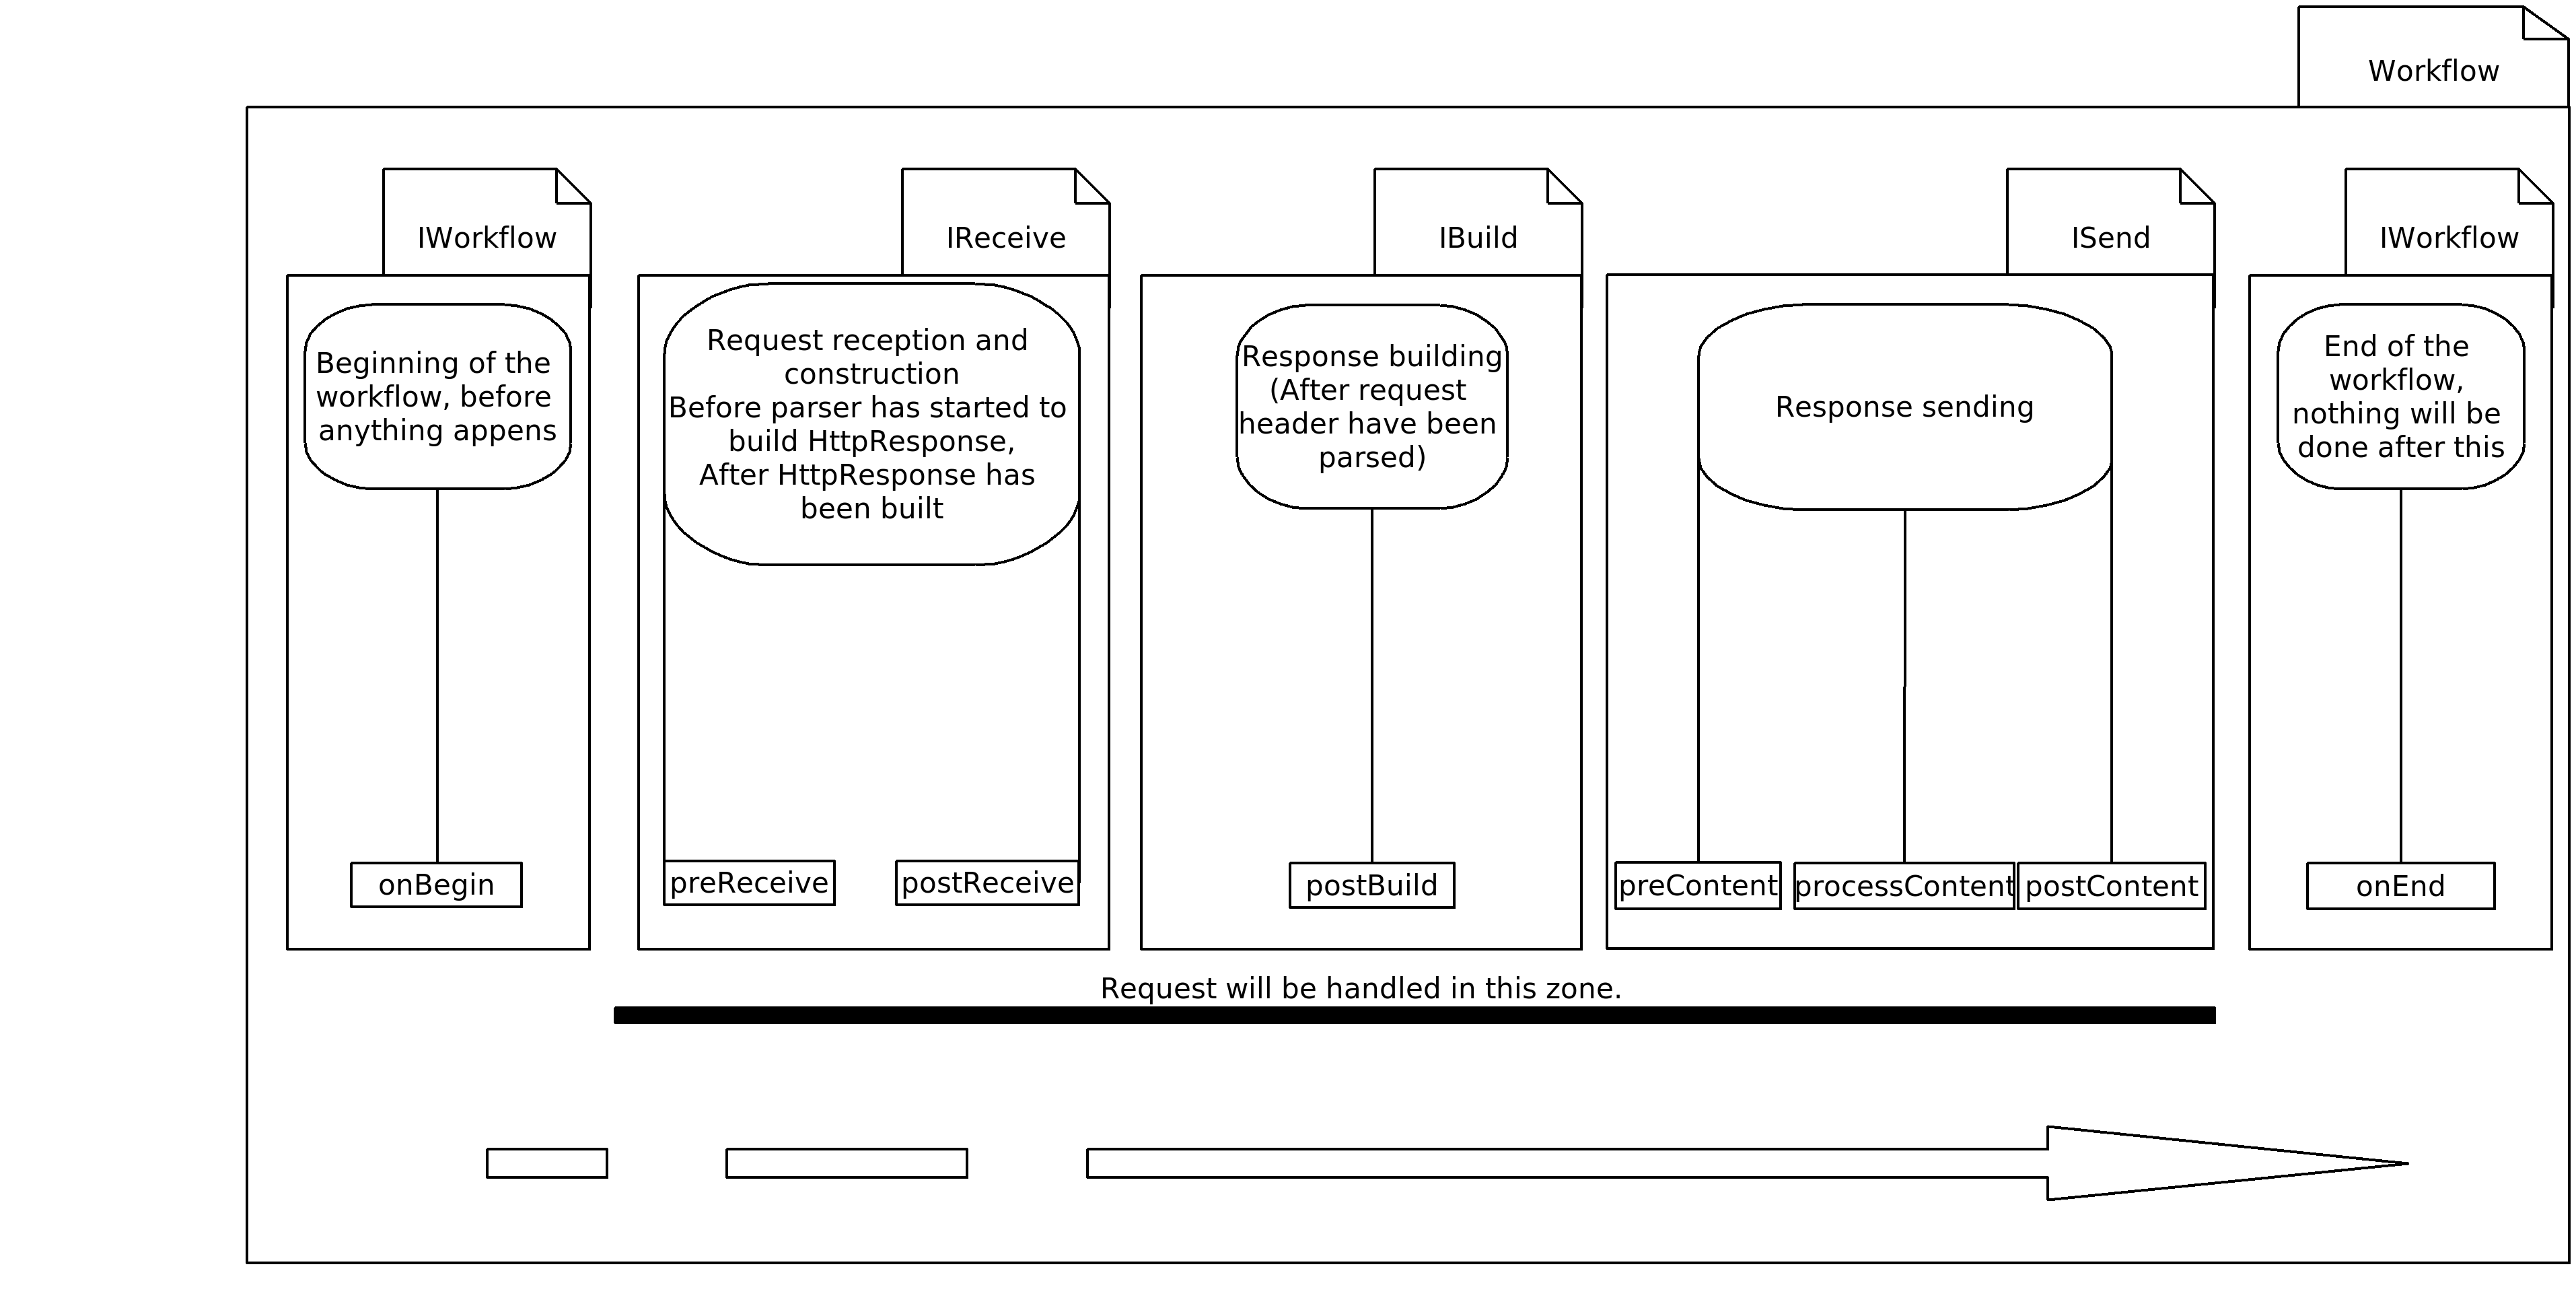 Workflow
IWorkflow
Beginning of the
workflow, before
anything appens
onBegin
IReceive
Request reception and
construction
Before parser has started to
build HttpResponse,
After HttpResponse has
been built
preReceive
postReceive
IBuild
Response building
(After request
header have been
parsed)
postBuild
ISend
Response sending
preContent
processContent
postContent
IWorkflow
End of the
workflow,
nothing will be
done after this
onEnd
Request will be handled in this zone.